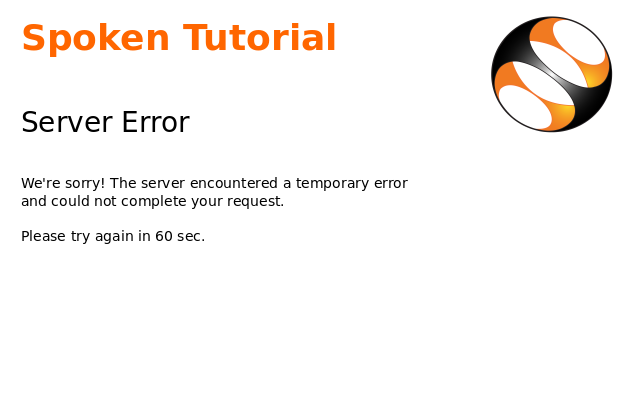 Spoken Tutorial
Server Error
We're sorry! The server encountered a temporary error
and could not complete your request.
Please try again in 60 sec.